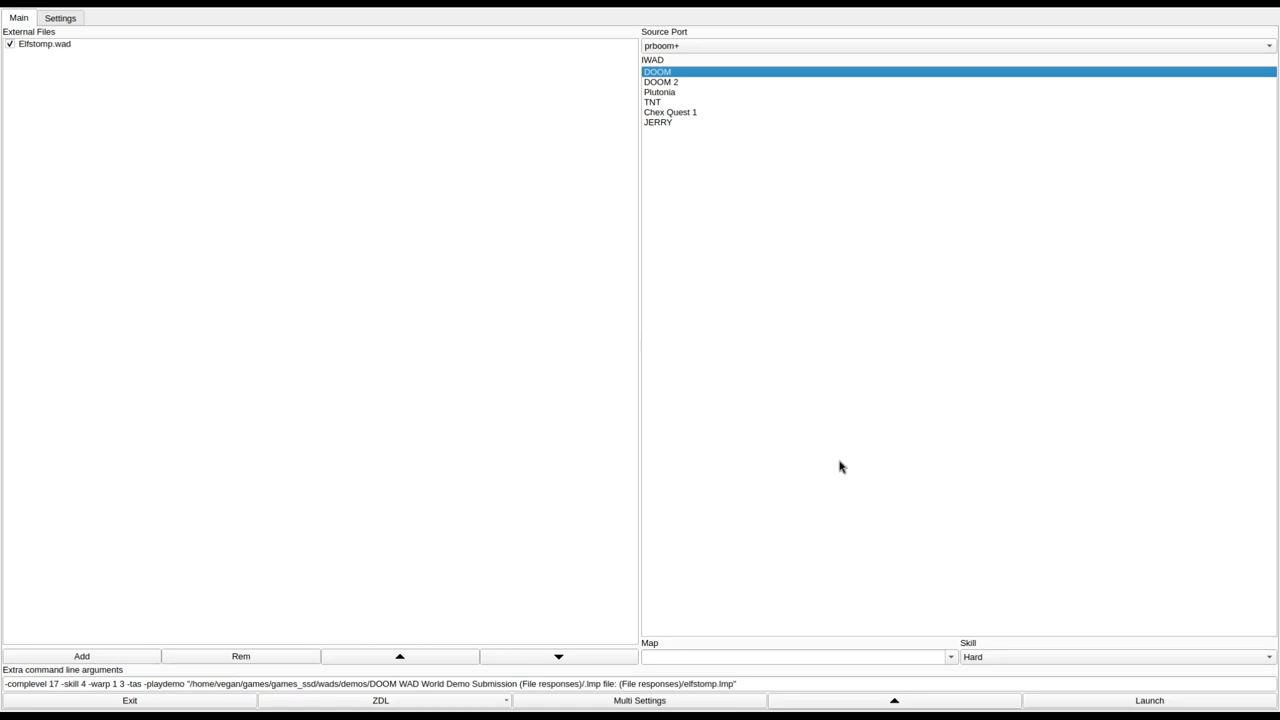 Main Settings
External Files
Elfstomp.wad
Source Port
prboom+
IWAD
DOOM
DOOM 2
Plutonia
TNT
Chex Quest 1
JERRY
Map Skill
Hard
Add Rem
Extra command line arguments
-complevel 17 -skill 4 -warp 1 3 -tas -playdemo "/home/vegan/games/games_ssd/wads/demos/DOOM WAD World Demo Submission (File responses)/.lmp file: (File responses)/elfstomp.lmp"
Exit ZDL Multi Settings Launch